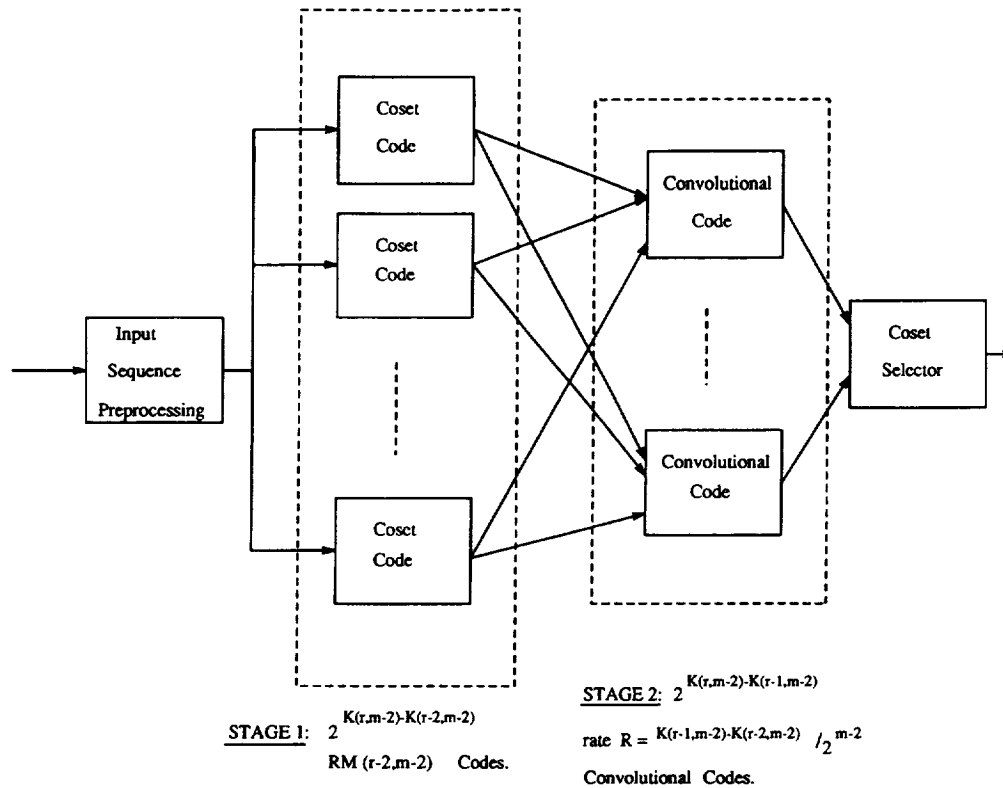 Coset
Code
Coset
Code
Coset
Code
Convolutional
Code
Convolutional
Code
Input
Sequence
Preprocessing
Coset
Selector
STAGE 1: 2 K(r,m-2)-K(r-2,m-2)
RM (r-2,m-2) Codes.
STAGE 2: 2 K(r,m-2)-K(r-1,m-2)
rate R = K(r-1,m-2)-K(r-2,m-2) /2 m-2
Convolutional Codes.